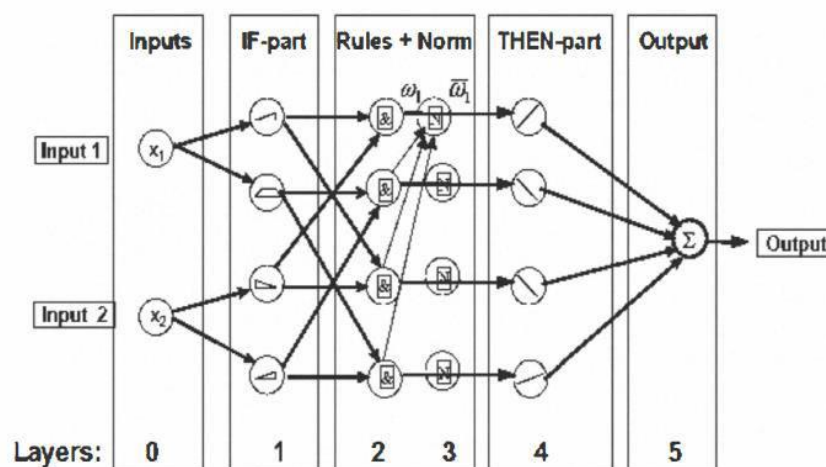 Inputs IF-part Rules + Norm THEN-part Output
ω₁ ω̅₁
&
Input 1 x₁
&
Σ Output
&
Input 2 x₂
&
Layers: 0 1 2 3 4 5